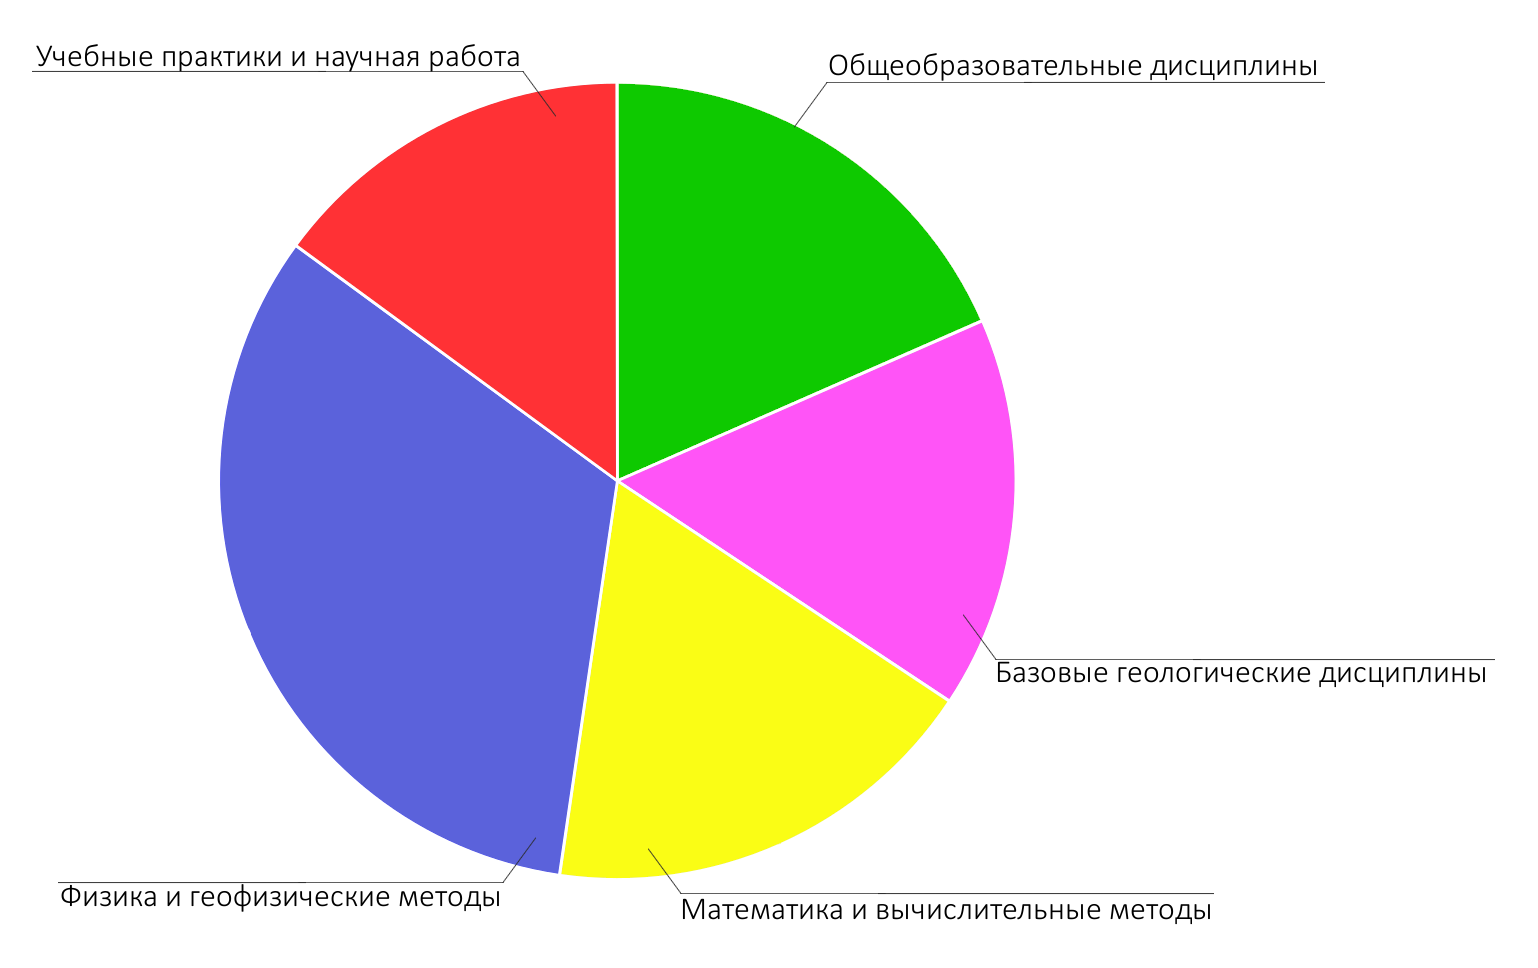 Учебные практики и научная работа
Общеобразовательные дисциплины
Базовые геологические дисциплины
Физика и геофизические методы
Математика и вычислительные методы